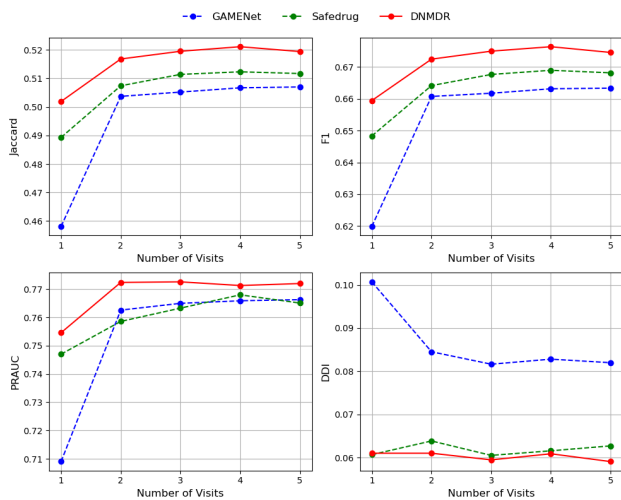 GAMENet Safedrug DNMDR
Jaccard
0.52
0.51
0.50
0.49
0.48
0.47
0.46
1 2 3 4 5
Number of Visits
F1
0.67
0.66
0.65
0.64
0.63
0.62
1 2 3 4 5
Number of Visits
PRAUC
0.77
0.76
0.75
0.74
0.73
0.72
0.71
1 2 3 4 5
Number of Visits
DDI
0.10
0.09
0.08
0.07
0.06
1 2 3 4 5
Number of Visits